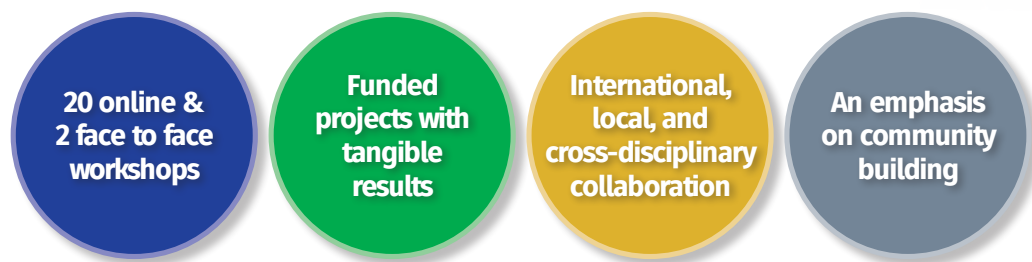 20 online &
2 face to face
workshops
Funded
projects with
tangible
results
International,
local, and
cross-disciplinary
collaboration
An emphasis
on community
building